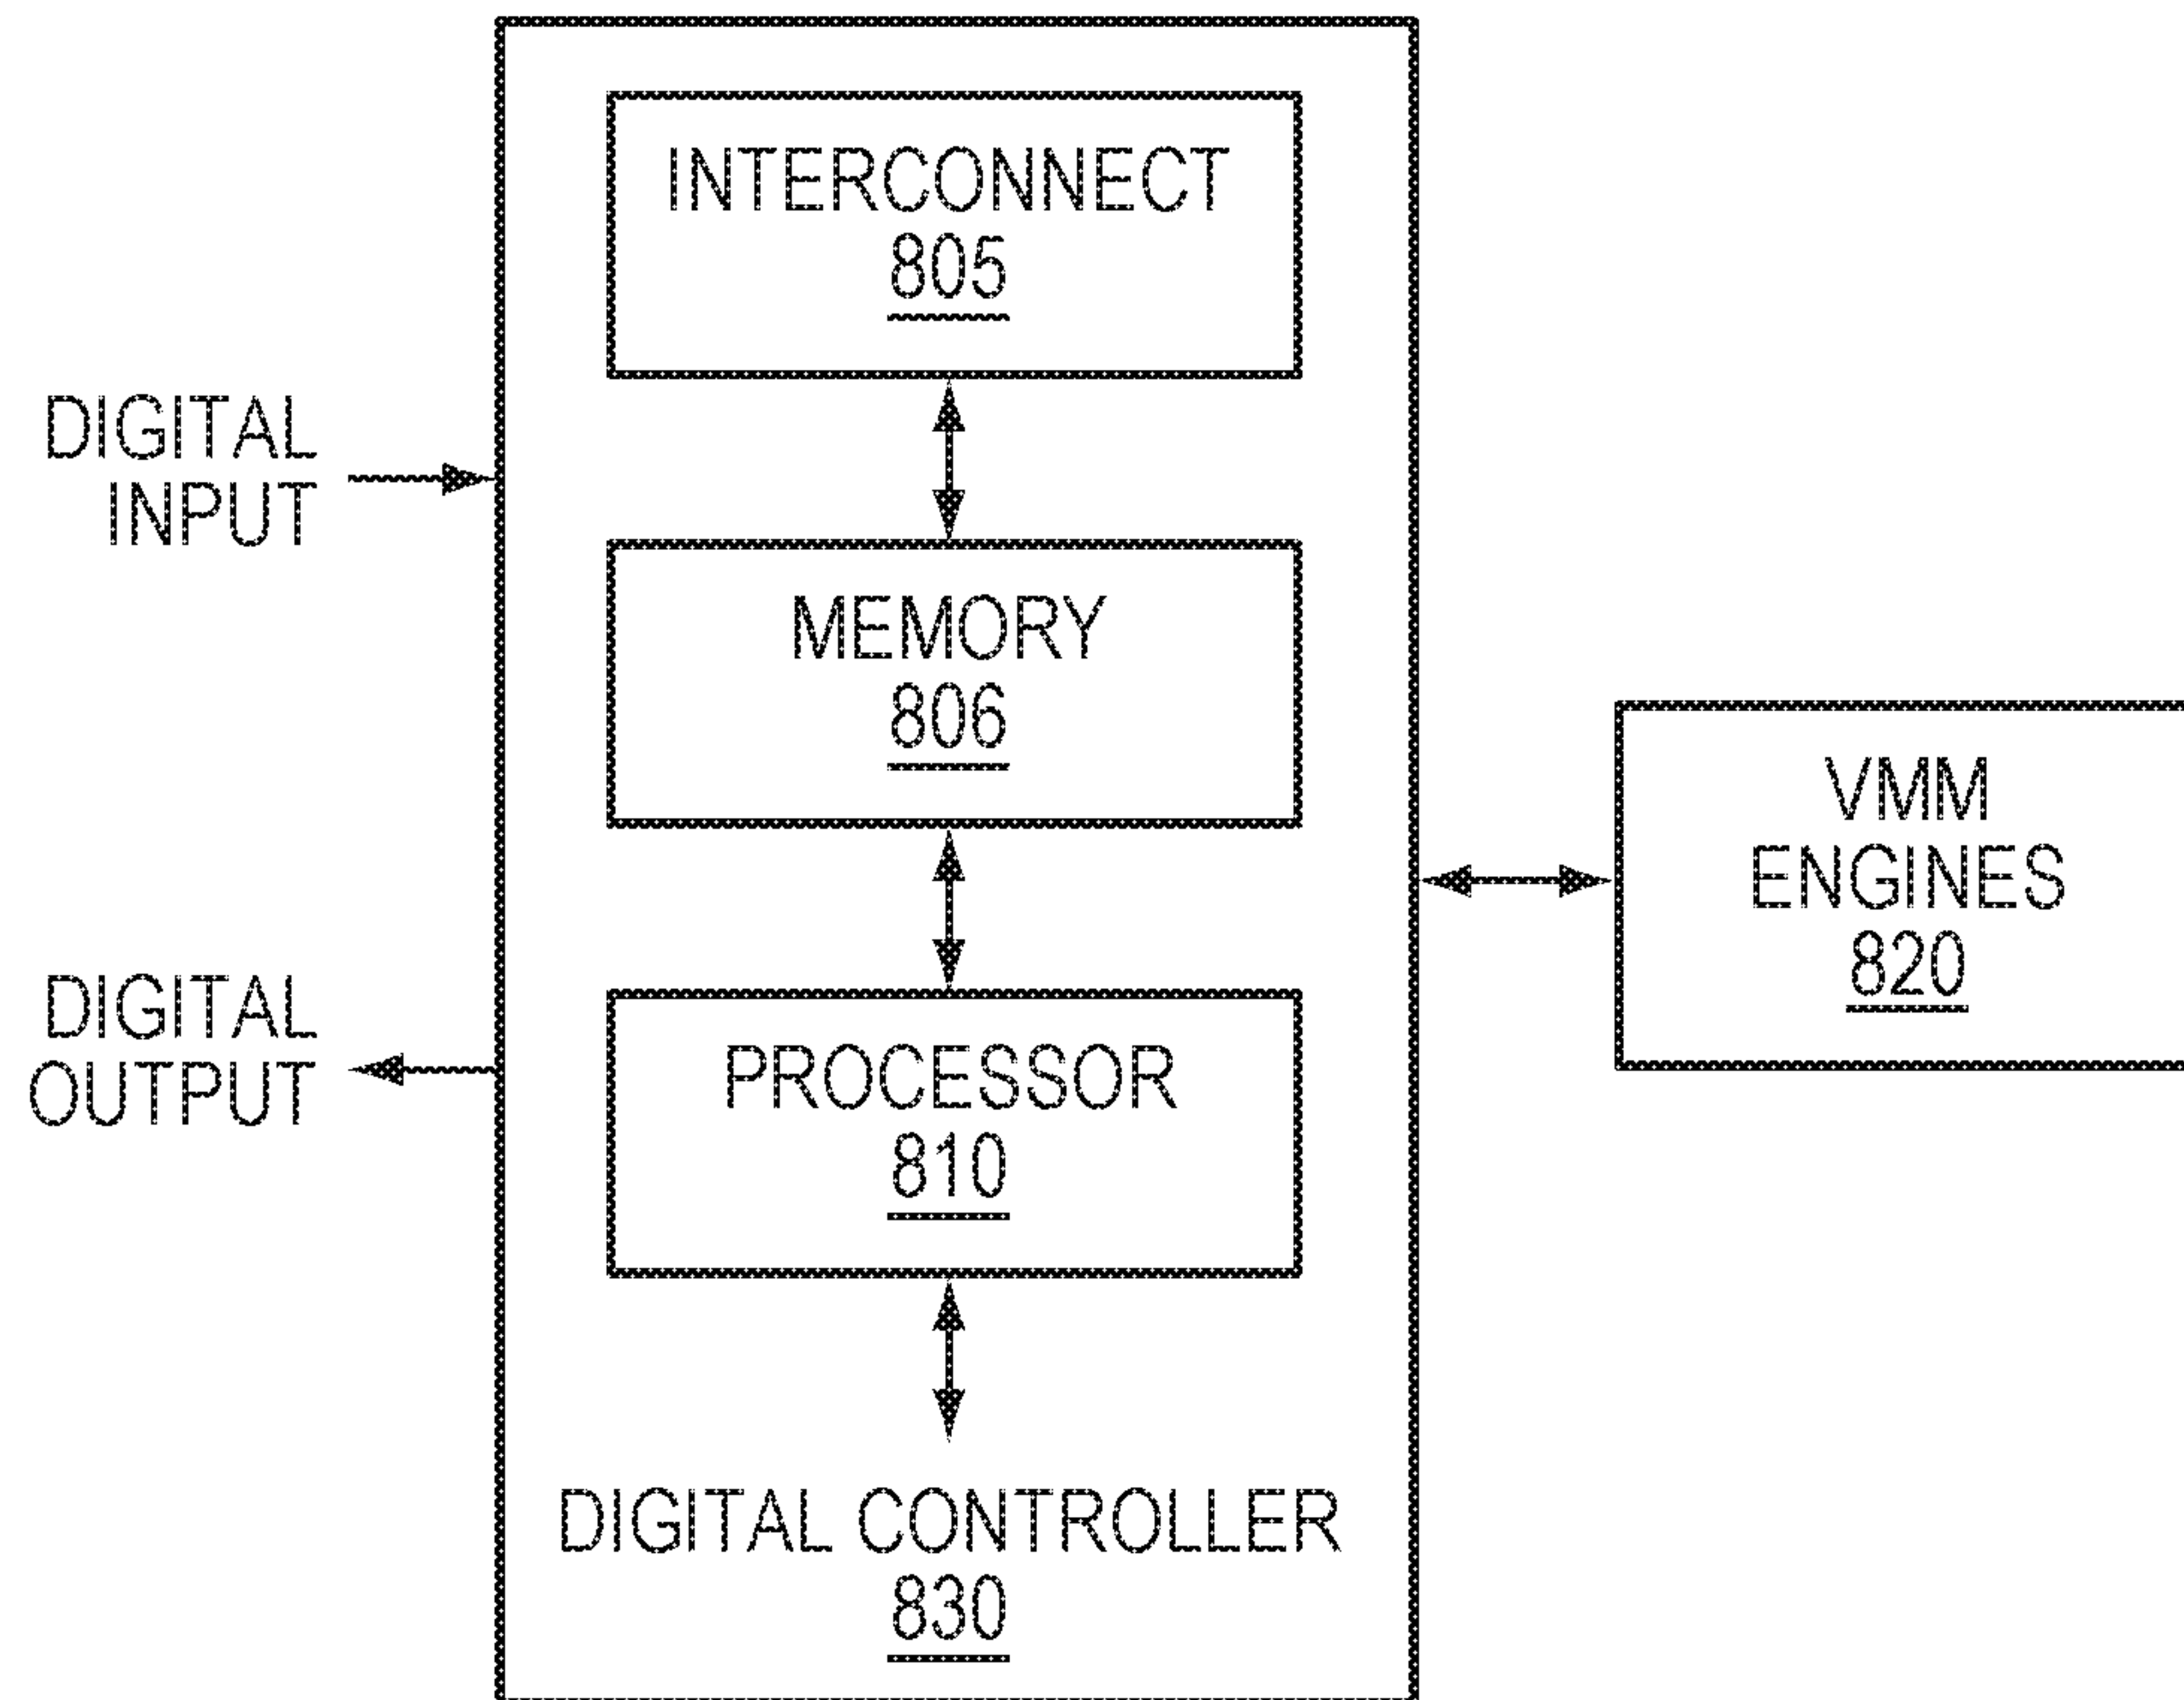 INTERCONNECT
805
DIGITAL
INPUT
MEMORY
806
VMM
ENGINES
820
DIGITAL
OUTPUT
PROCESSOR
810
DIGITAL CONTROLLER
830